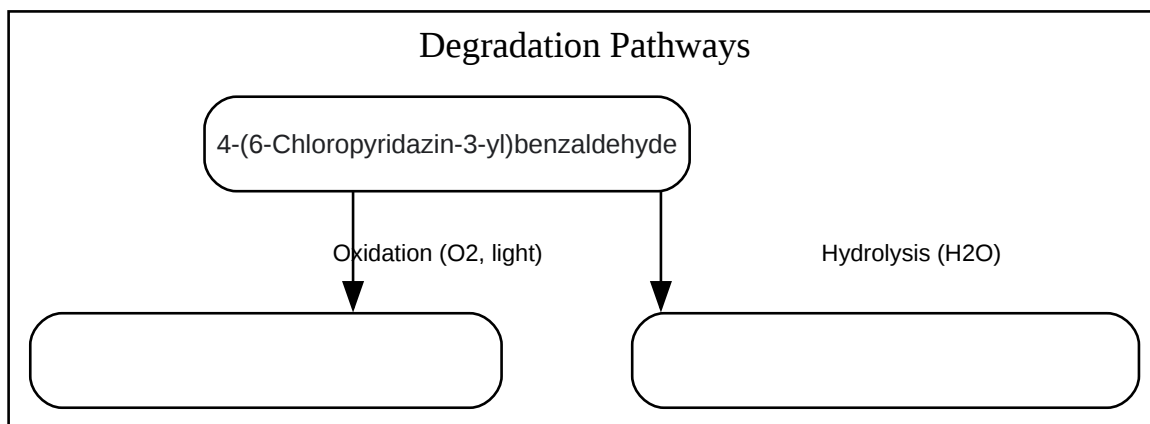 Degradation Pathways
4-(6-Chloropyridazin-3-yl)benzaldehyde
Oxidation (O2, light)
Hydrolysis (H2O)